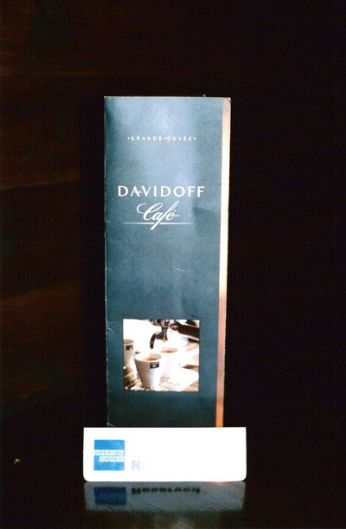 •GRANDE•CUVÉE•
DAVIDOFF
Café
AMERICAN
EXPRESS